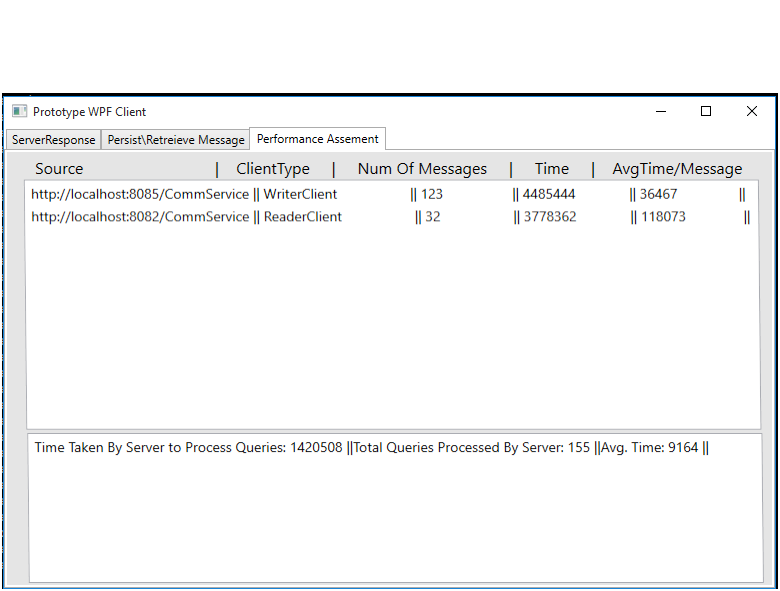 Prototype WPF Client
ServerResponse Persist\Retreieve Message Performance Assement
Source | ClientType | Num Of Messages | Time | AvgTime/Message
http://localhost:8085/CommService || WriterClient || 123 || 4485444 || 36467 ||
http://localhost:8082/CommService || ReaderClient || 32 || 3778362 || 118073 ||
Time Taken By Server to Process Queries: 1420508 ||Total Queries Processed By Server: 155 ||Avg. Time: 9164 ||